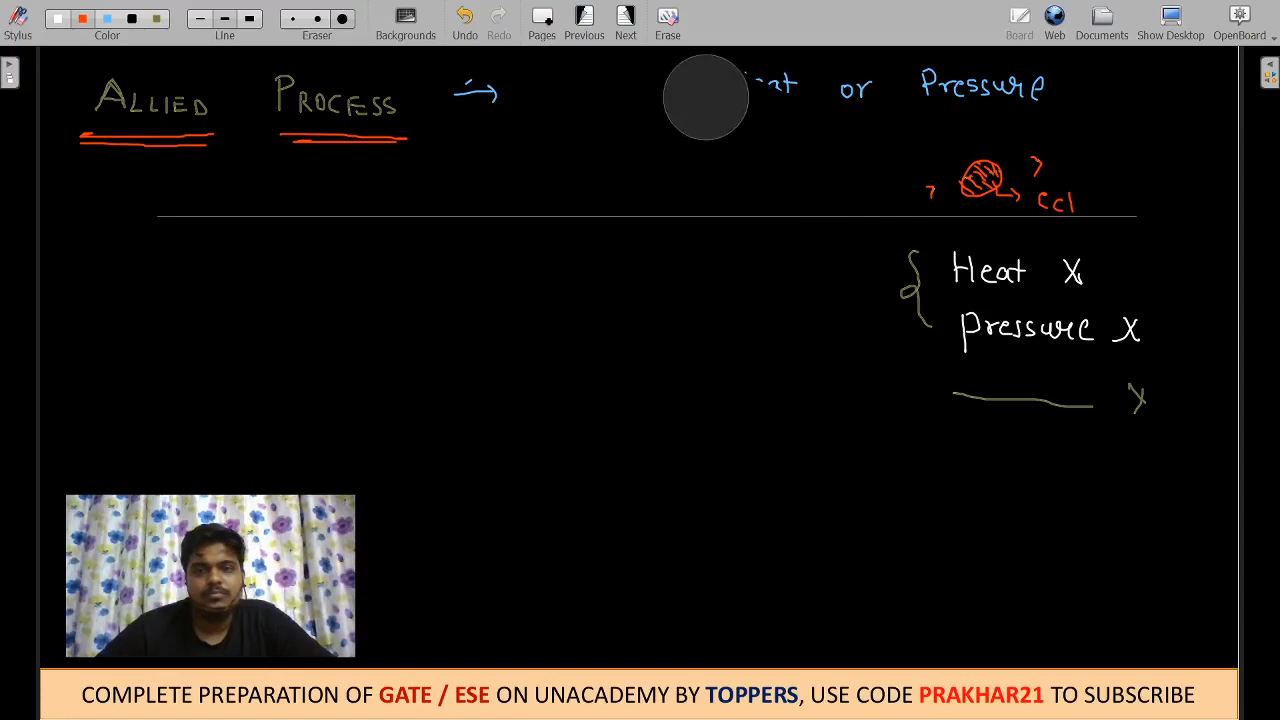 Stylus Color Line Eraser Backgrounds Undo Redo Pages Previous Next Erase Board Web Documents Show Desktop OpenBoard
ALLIED PROCESS → or Pressure
? ?
CCl
Heat X
Pressure X
X
COMPLETE PREPARATION OF GATE / ESE ON UNACADEMY BY TOPPERS, USE CODE PRAKHAR21 TO SUBSCRIBE